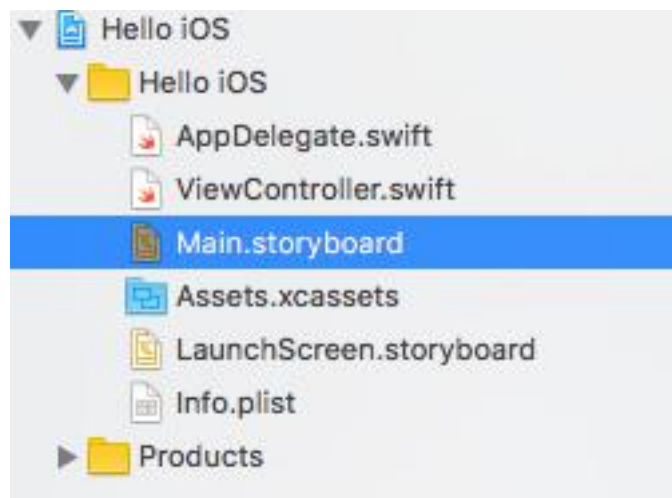 Hello iOS
Hello iOS
AppDelegate.swift
ViewController.swift
Main.storyboard
Assets.xcassets
LaunchScreen.storyboard
Info.plist
Products